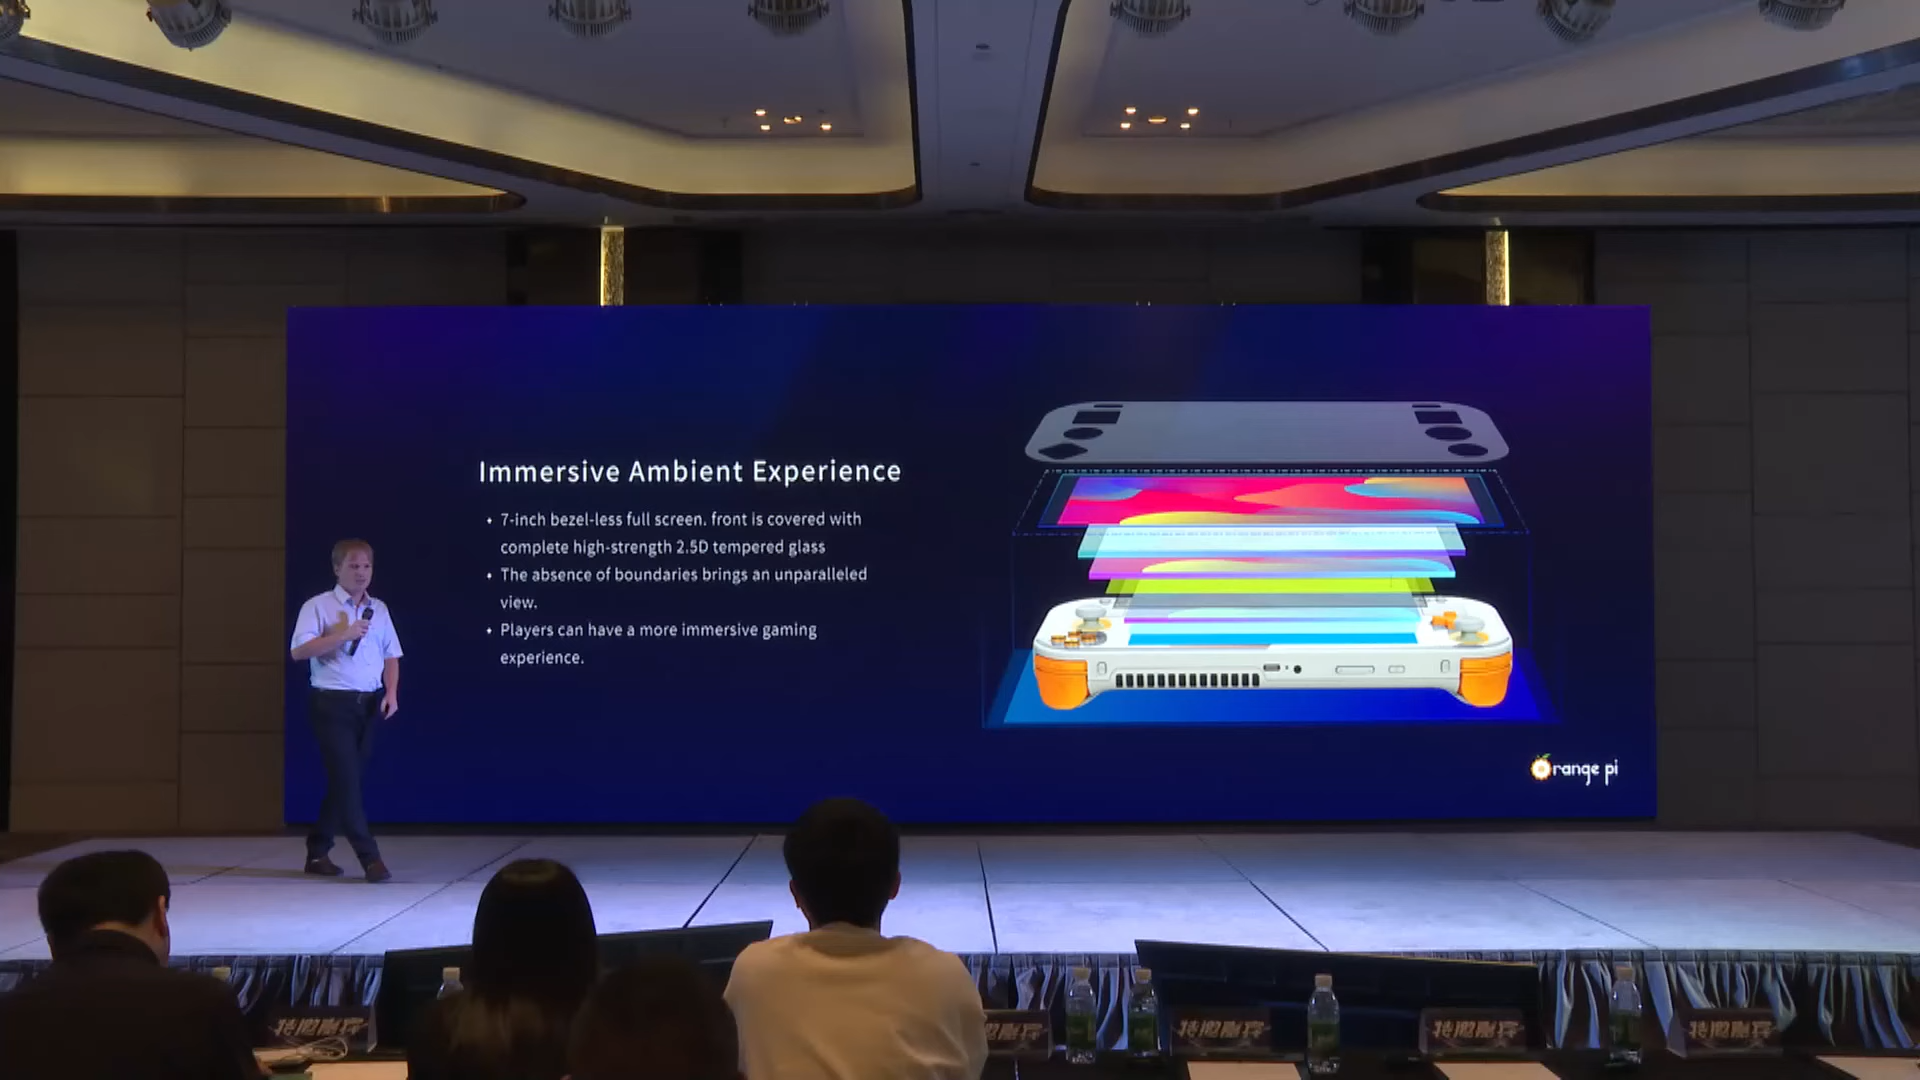 Immersive Ambient Experience
• 7-inch bezel-less full screen. front is covered with
complete high-strength 2.5D tempered glass
• The absence of boundaries brings an unparalleled
view.
• Players can have a more immersive gaming
experience.
Orange pi